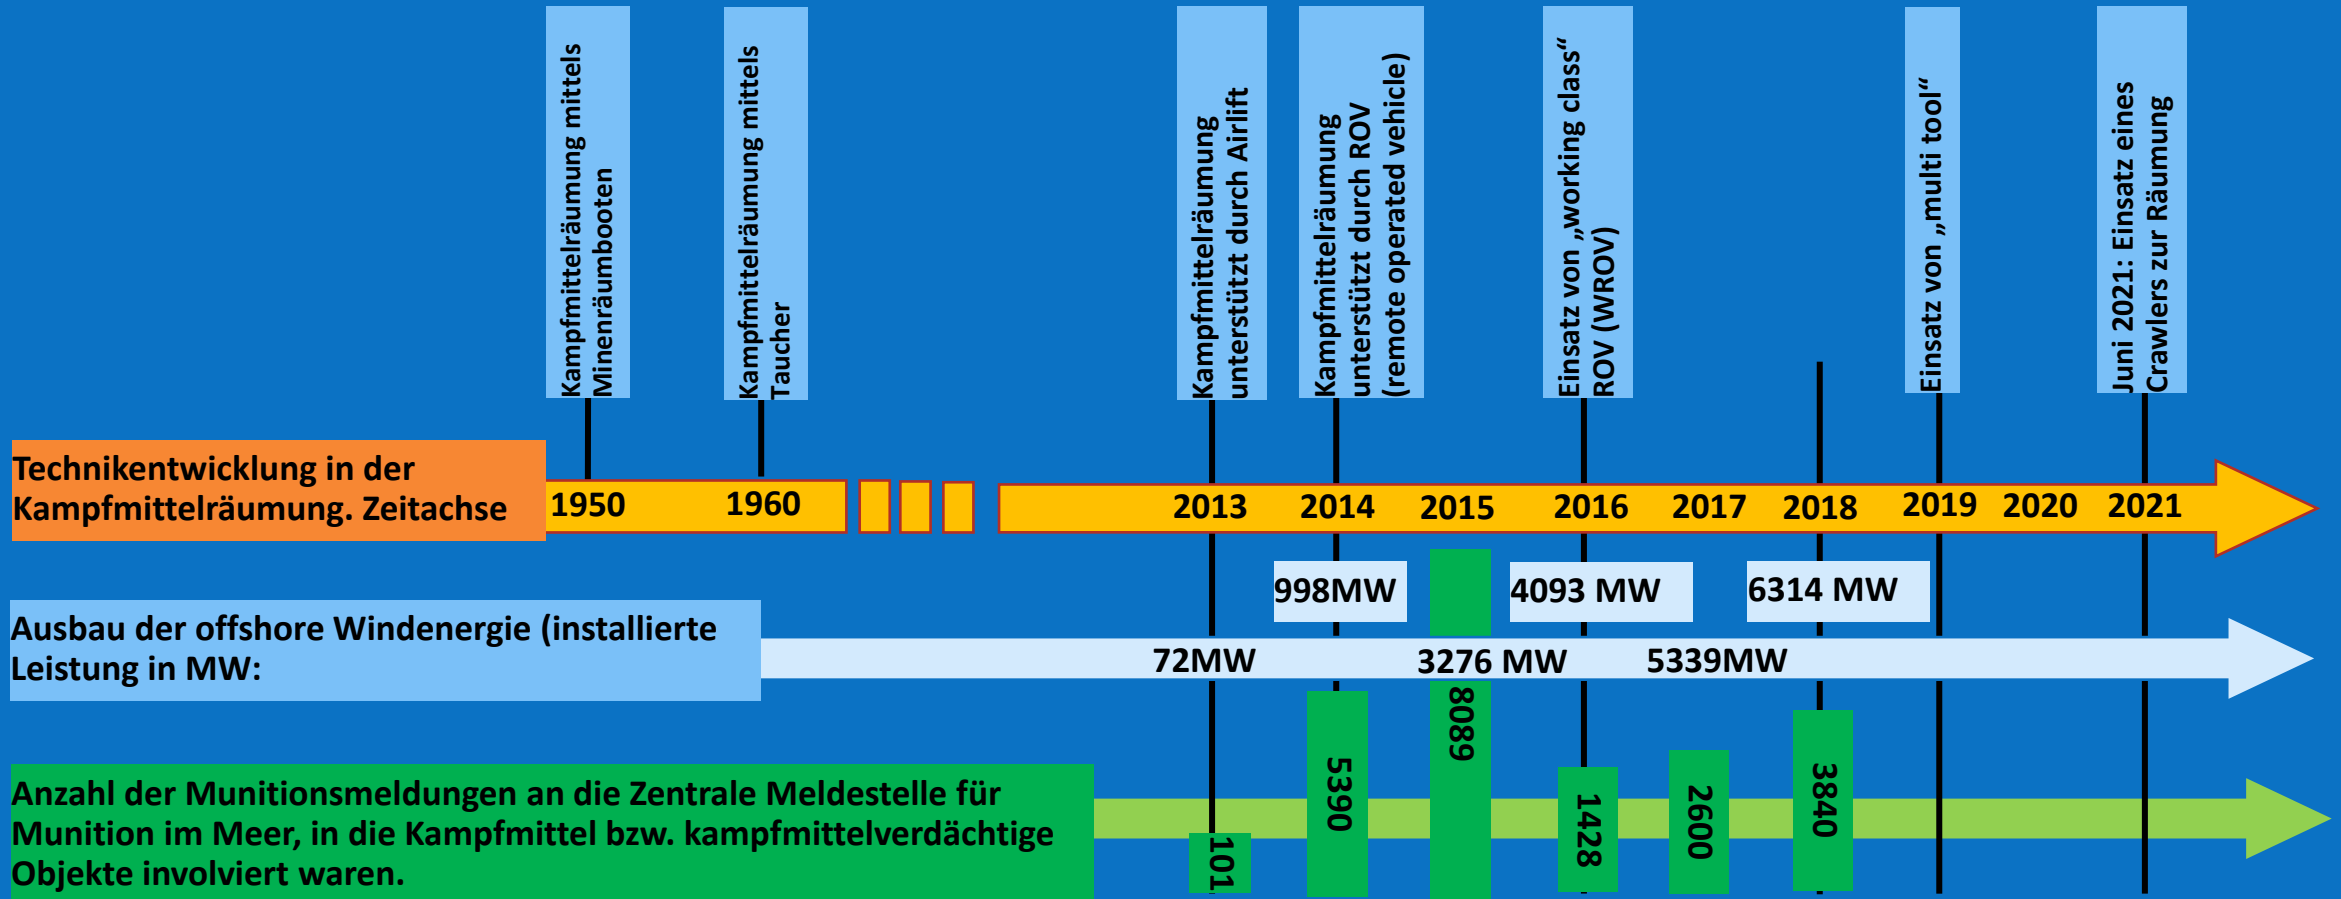 Kampfmittelräumung mittels
Minenräumbooten
Kampfmittelräumung mittels
Taucher
Kampfmittelräumung
unterstützt durch Airlift
Kampfmittelräumung
unterstützt durch ROV
(remote operated vehicle)
Einsatz von „working class“
ROV (WROV)
Einsatz von „multi tool“
Juni 2021: Einsatz eines
Crawlers zur Räumung
Technikentwicklung in der
Kampfmittelräumung. Zeitachse
1950
1960
2013
2014
2015
2016
2017
2018
2019
2020
2021
998MW
4093 MW
6314 MW
Ausbau der offshore Windenergie (installierte
Leistung in MW:
72MW
3276 MW
5339MW
Anzahl der Munitionsmeldungen an die Zentrale Meldestelle für
Munition im Meer, in die Kampfmittel bzw. kampfmittelverdächtige
Objekte involviert waren.
101
5390
8089
1428
2600
3840